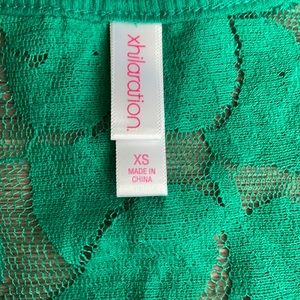 xhilaration.
XS
MADE IN
CHINA